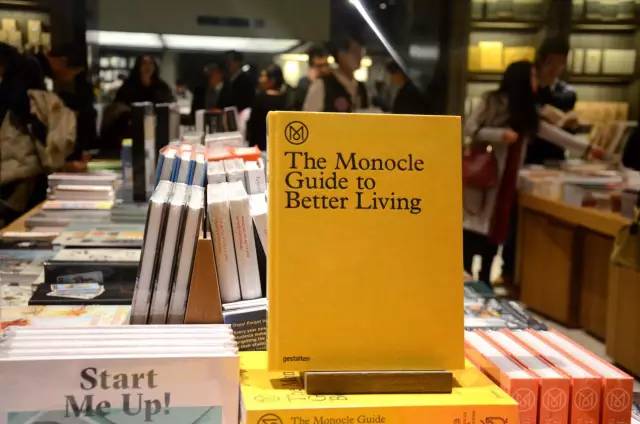 The Monocle
Guide to
Better Living
gestalten
Start
Me Up!
The Monocle Guide